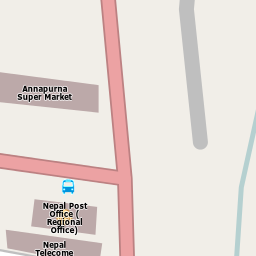 Annapurna
Super Market
Nepal Post
Office (
Regional
Office)
Nepal
Telecome